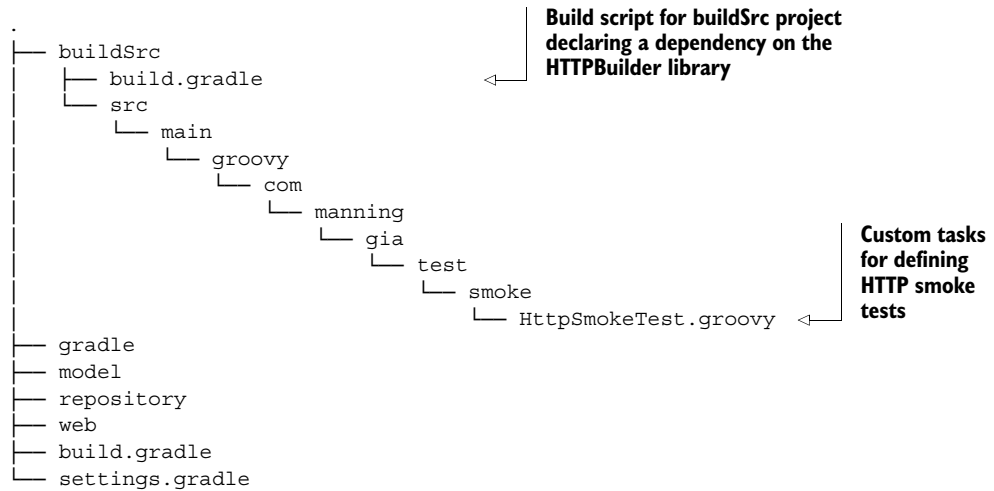 Build script for buildSrc project
declaring a dependency on the
HTTPBuilder library
.
├── buildSrc
│   ├── build.gradle
│   └── src
│       └── main
│           └── groovy
│               └── com
│                   └── manning
│                       └── gia
│                           └── test
│                               └── smoke
│                                   └── HttpSmokeTest.groovy
Custom tasks
for defining
HTTP smoke
tests
├── gradle
├── model
├── repository
├── web
├── build.gradle
└── settings.gradle